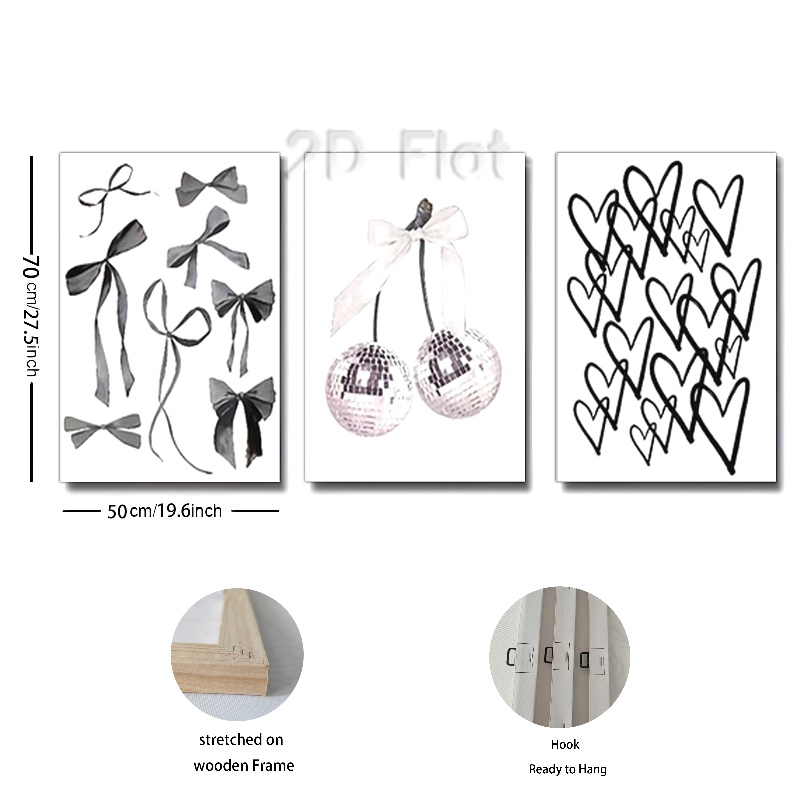 2D Flat
70 cm/27.5inch
50 cm/19.6inch
stretched on
wooden Frame
Hook
Ready to Hang